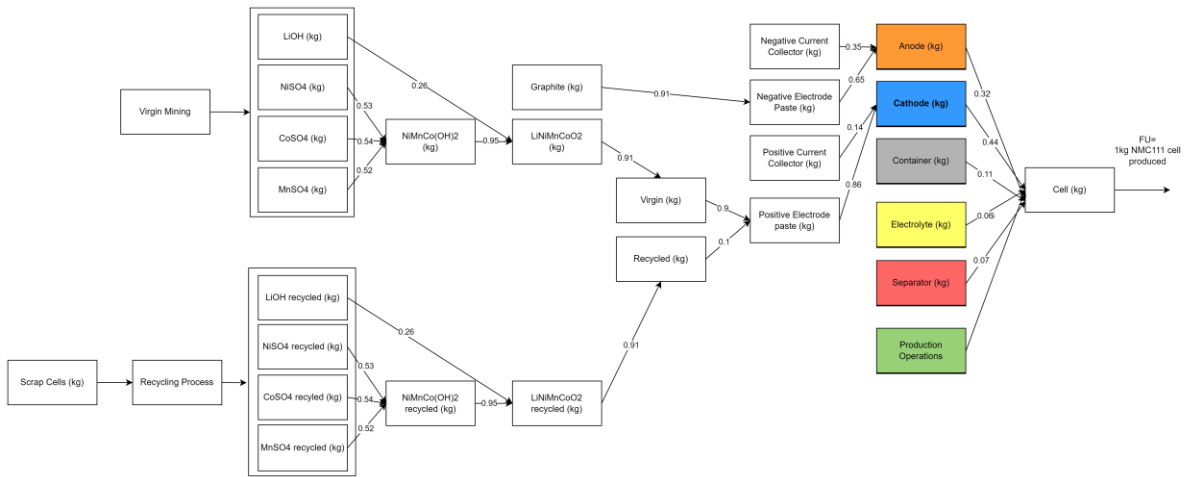 Virgin Mining
LiOH (kg)
NiSO4 (kg)
CoSO4 (kg)
MnSO4 (kg)
0.26
0.53
0.54
0.52
NiMnCo(OH)2
(kg)
0.95
Graphite (kg)
LiNiMnCoO2
(kg)
0.91
0.91
Virgin (kg)
0.9
Recycled (kg)
0.1
Negative Current
Collector (kg)
0.35
Negative Electrode
Paste (kg)
0.65
Positive Current
Collector (kg)
0.14
Positive Electrode
paste (kg)
0.86
Anode (kg)
0.32
Cathode (kg)
0.44
Container (kg)
0.11
Electrolyte (kg)
0.06
Separator (kg)
0.07
Production
Operations
Cell (kg)
FU=
1kg NMC111 cell
produced
Scrap Cells (kg)
Recycling Process
LiOH recycled (kg)
NiSO4 recycled (kg)
CoSO4 recyled (kg)
MnSO4 recycled (kg)
0.26
0.53
0.54
0.52
NiMnCo(OH)2
recycled (kg)
0.95
LiNiMnCoO2
recycled (kg)
0.91